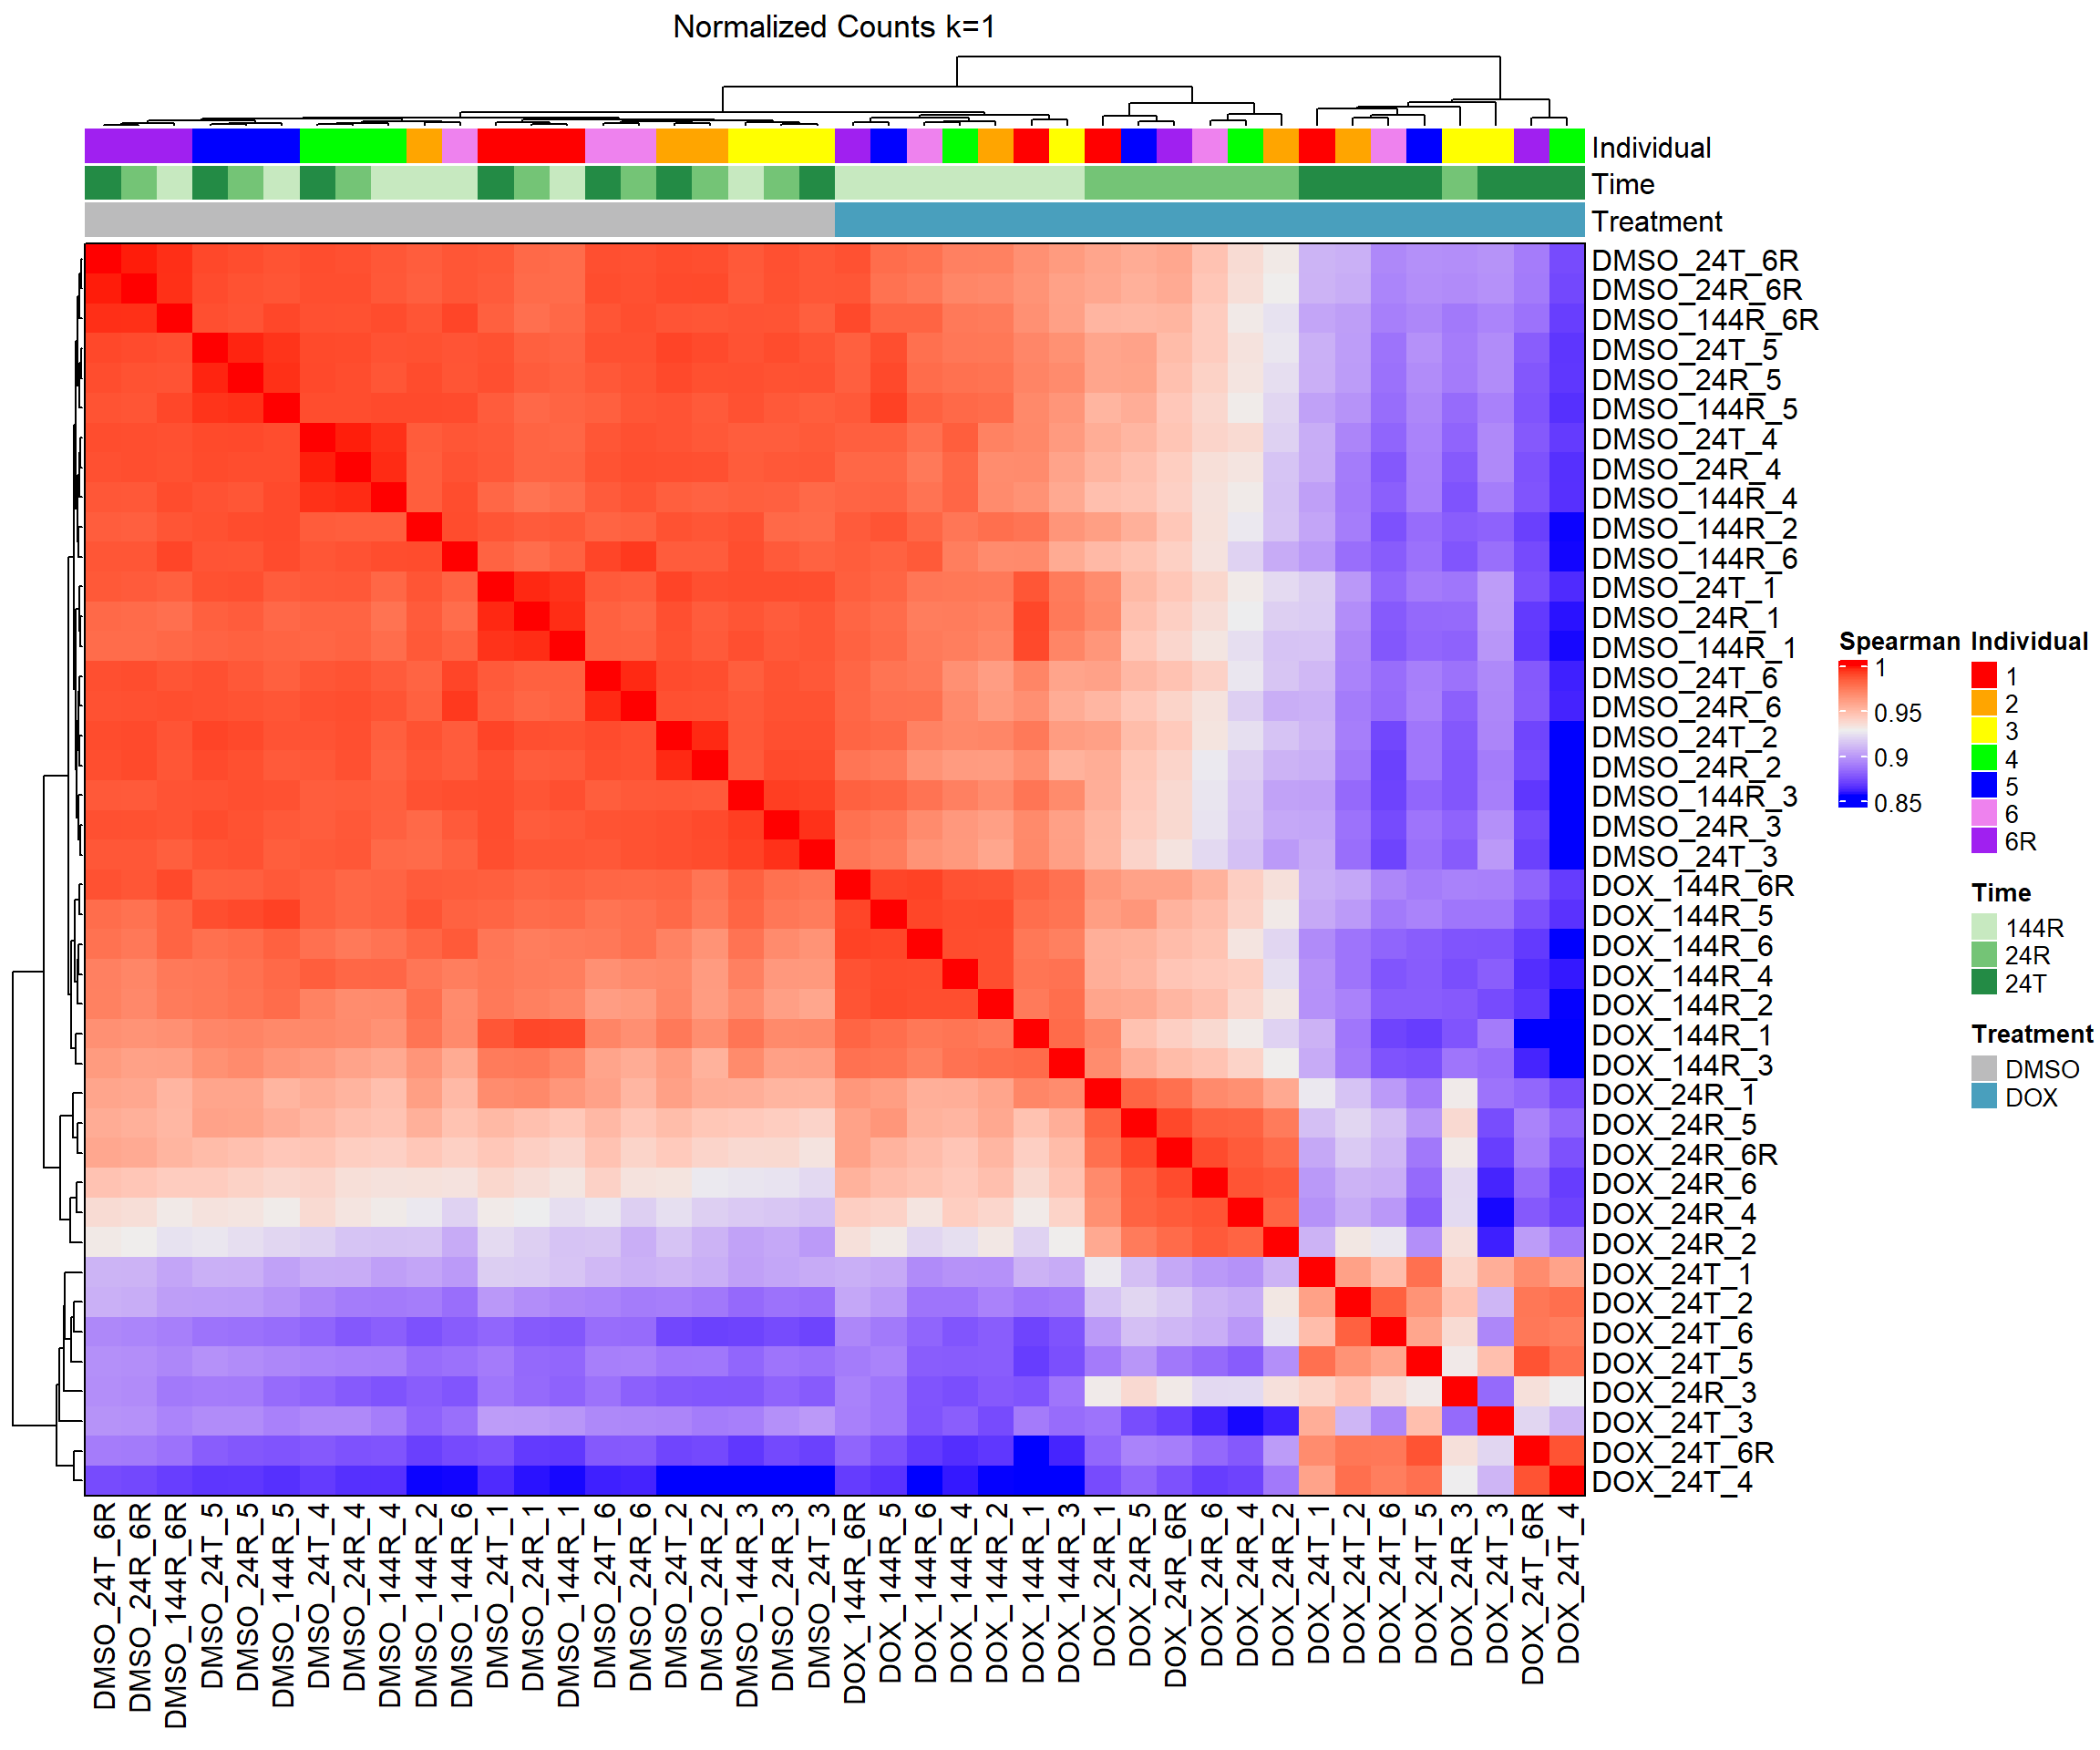 Normalized Counts k=1
Individual
Time
Treatment
DMSO_24T_6R
DMSO_24R_6R
DMSO_144R_6R
DMSO_24T_5
DMSO_24R_5
DMSO_144R_5
DMSO_24T_4
DMSO_24R_4
DMSO_144R_4
DMSO_144R_2
DMSO_144R_6
DMSO_24T_1
DMSO_24R_1
DMSO_144R_1
DMSO_24T_6
DMSO_24R_6
DMSO_24T_2
DMSO_24R_2
DMSO_144R_3
DMSO_24R_3
DMSO_24T_3
DOX_144R_6R
DOX_144R_5
DOX_144R_6
DOX_144R_4
DOX_144R_2
DOX_144R_1
DOX_144R_3
DOX_24R_1
DOX_24R_5
DOX_24R_6R
DOX_24R_6
DOX_24R_4
DOX_24R_2
DOX_24T_1
DOX_24T_2
DOX_24T_6
DOX_24T_5
DOX_24R_3
DOX_24T_3
DOX_24T_6R
DOX_24T_4
DMSO_24T_6R
DMSO_24R_6R
DMSO_144R_6R
DMSO_24T_5
DMSO_24R_5
DMSO_144R_5
DMSO_24T_4
DMSO_24R_4
DMSO_144R_4
DMSO_144R_2
DMSO_144R_6
DMSO_24T_1
DMSO_24R_1
DMSO_144R_1
DMSO_24T_6
DMSO_24R_6
DMSO_24T_2
DMSO_24R_2
DMSO_144R_3
DMSO_24R_3
DMSO_24T_3
DOX_144R_6R
DOX_144R_5
DOX_144R_6
DOX_144R_4
DOX_144R_2
DOX_144R_1
DOX_144R_3
DOX_24R_1
DOX_24R_5
DOX_24R_6R
DOX_24R_6
DOX_24R_4
DOX_24R_2
DOX_24T_1
DOX_24T_2
DOX_24T_6
DOX_24T_5
DOX_24R_3
DOX_24T_3
DOX_24T_6R
DOX_24T_4
Spearman
1
0.95
0.9
0.85
Individual
1
2
3
4
5
6
6R
Time
144R
24R
24T
Treatment
DMSO
DOX